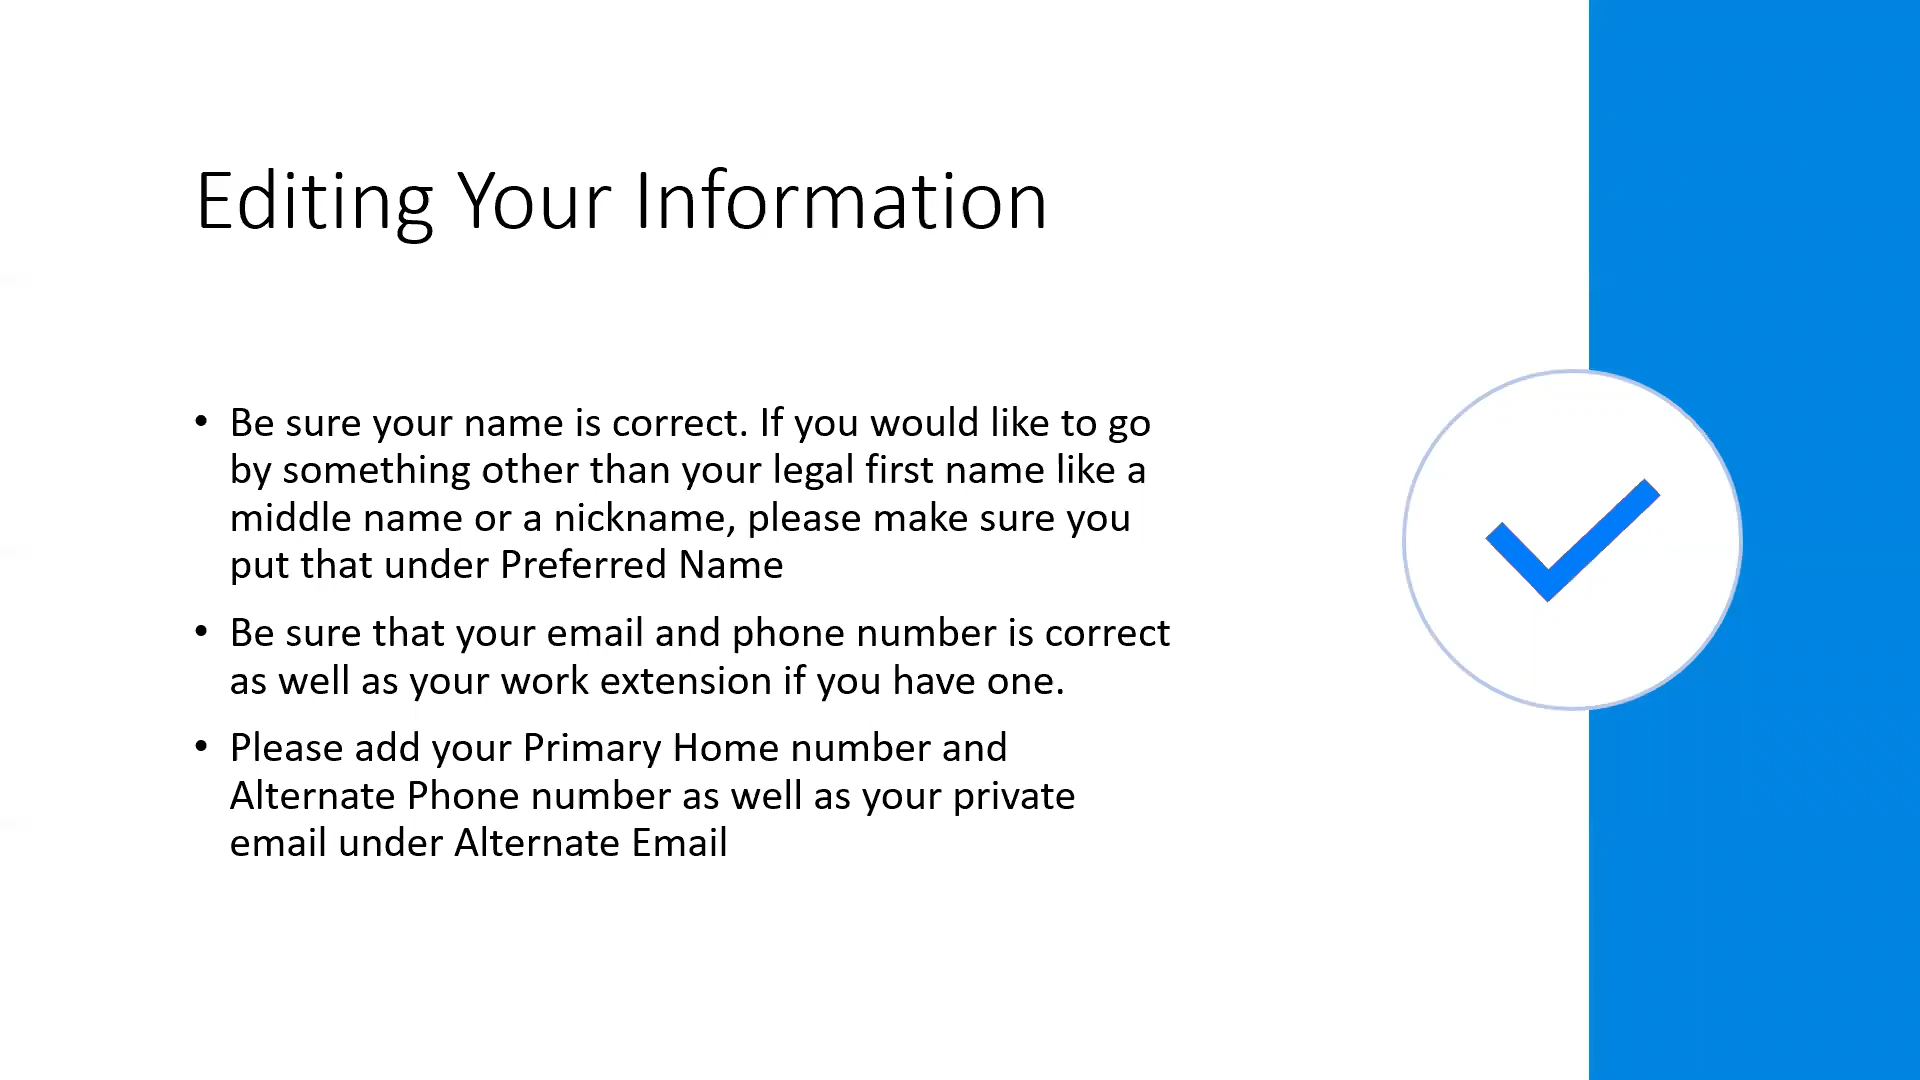 Editing Your Information
• Be sure your name is correct. If you would like to go
by something other than your legal first name like a
middle name or a nickname, please make sure you
put that under Preferred Name
• Be sure that your email and phone number is correct
as well as your work extension if you have one.
• Please add your Primary Home number and
Alternate Phone number as well as your private
email under Alternate Email